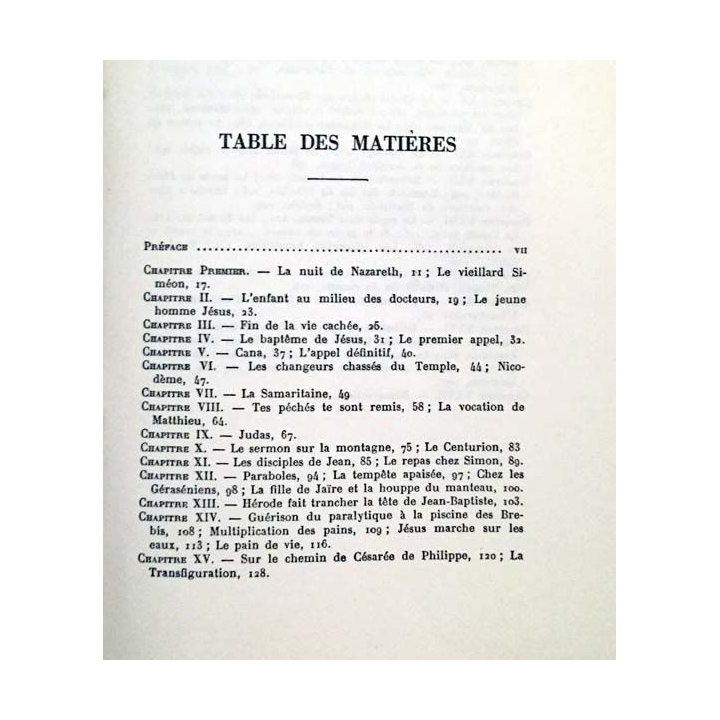 TABLE DES MATIÈRES
PRÉFACE ................................................ VII
CHAPITRE PREMIER. — La nuit de Nazareth, 11 ; Le vieillard Si-
méon, 17.
CHAPITRE II. — L'enfant au milieu des docteurs, 19 ; Le jeune
homme Jésus, 23.
CHAPITRE III. — Fin de la vie cachée, 26.
CHAPITRE IV. — Le baptême de Jésus, 31 ; Le premier appel, 32.
CHAPITRE V. — Cana, 37 ; L'appel définitif, 40.
CHAPITRE VI. — Les changeurs chassés du Temple, 44 ; Nico-
dème, 47.
CHAPITRE VII. — La Samaritaine, 49
CHAPITRE VIII. — Tes péchés te sont remis, 58 ; La vocation de
Matthieu, 64.
CHAPITRE IX. — Judas, 67.
CHAPITRE X. — Le sermon sur la montagne, 75 ; Le Centurion, 83
CHAPITRE XI. — Les disciples de Jean, 85 ; Le repas chez Simon, 89.
CHAPITRE XII. — Paraboles, 94 ; La tempête apaisée, 97 ; Chez les
Géraséniens, 98 ; La fille de Jaïre et la houppe du manteau, 100.
CHAPITRE XIII. — Hérode fait trancher la tête de Jean-Baptiste, 103.
CHAPITRE XIV. — Guérison du paralytique à la piscine des Bre-
bis, 108 ; Multiplication des pains, 109 ; Jésus marche sur les
eaux, 113 ; Le pain de vie, 116.
CHAPITRE XV. — Sur le chemin de Césarée de Philippe, 120 ; La
Transfiguration, 128.